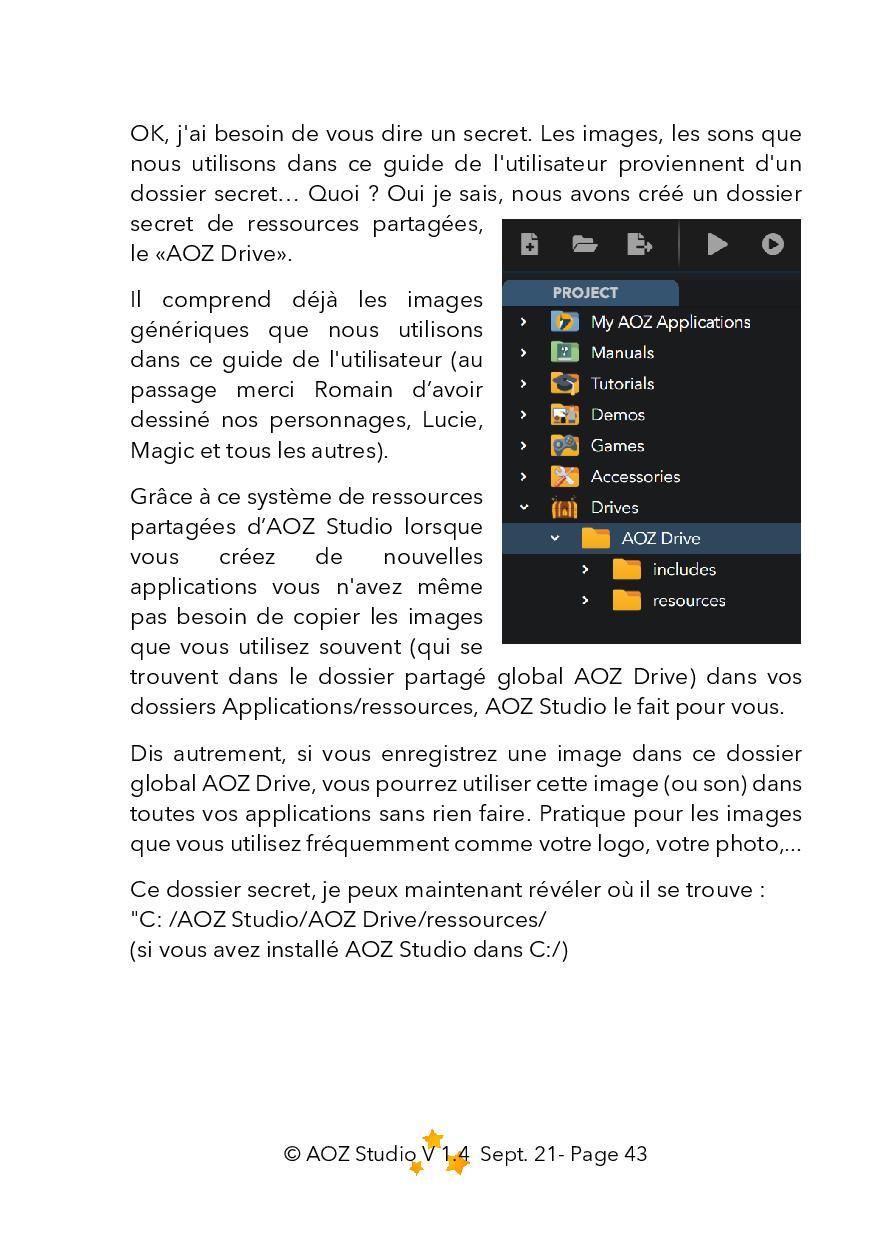 OK, j'ai besoin de vous dire un secret. Les images, les sons que
nous utilisons dans ce guide de l'utilisateur proviennent d'un
dossier secret… Quoi ? Oui je sais, nous avons créé un dossier
secret de ressources partagées,
le «AOZ Drive».
Il comprend déjà les images
génériques que nous utilisons
dans ce guide de l'utilisateur (au
passage merci Romain d’avoir
dessiné nos personnages, Lucie,
Magic et tous les autres).
Grâce à ce système de ressources
partagées d’AOZ Studio lorsque
vous créez de nouvelles
applications vous n'avez même
pas besoin de copier les images
que vous utilisez souvent (qui se
trouvent dans le dossier partagé global AOZ Drive) dans vos
dossiers Applications/ressources, AOZ Studio le fait pour vous.
PROJECT
My AOZ Applications
Manuals
Tutorials
Demos
Games
Accessories
Drives
AOZ Drive
includes
resources
Dis autrement, si vous enregistrez une image dans ce dossier
global AOZ Drive, vous pourrez utiliser cette image (ou son) dans
toutes vos applications sans rien faire. Pratique pour les images
que vous utilisez fréquemment comme votre logo, votre photo,...
Ce dossier secret, je peux maintenant révéler où il se trouve :
"C: /AOZ Studio/AOZ Drive/ressources/
(si vous avez installé AOZ Studio dans C:/)
© AOZ Studio V 1.4 Sept. 21- Page 43